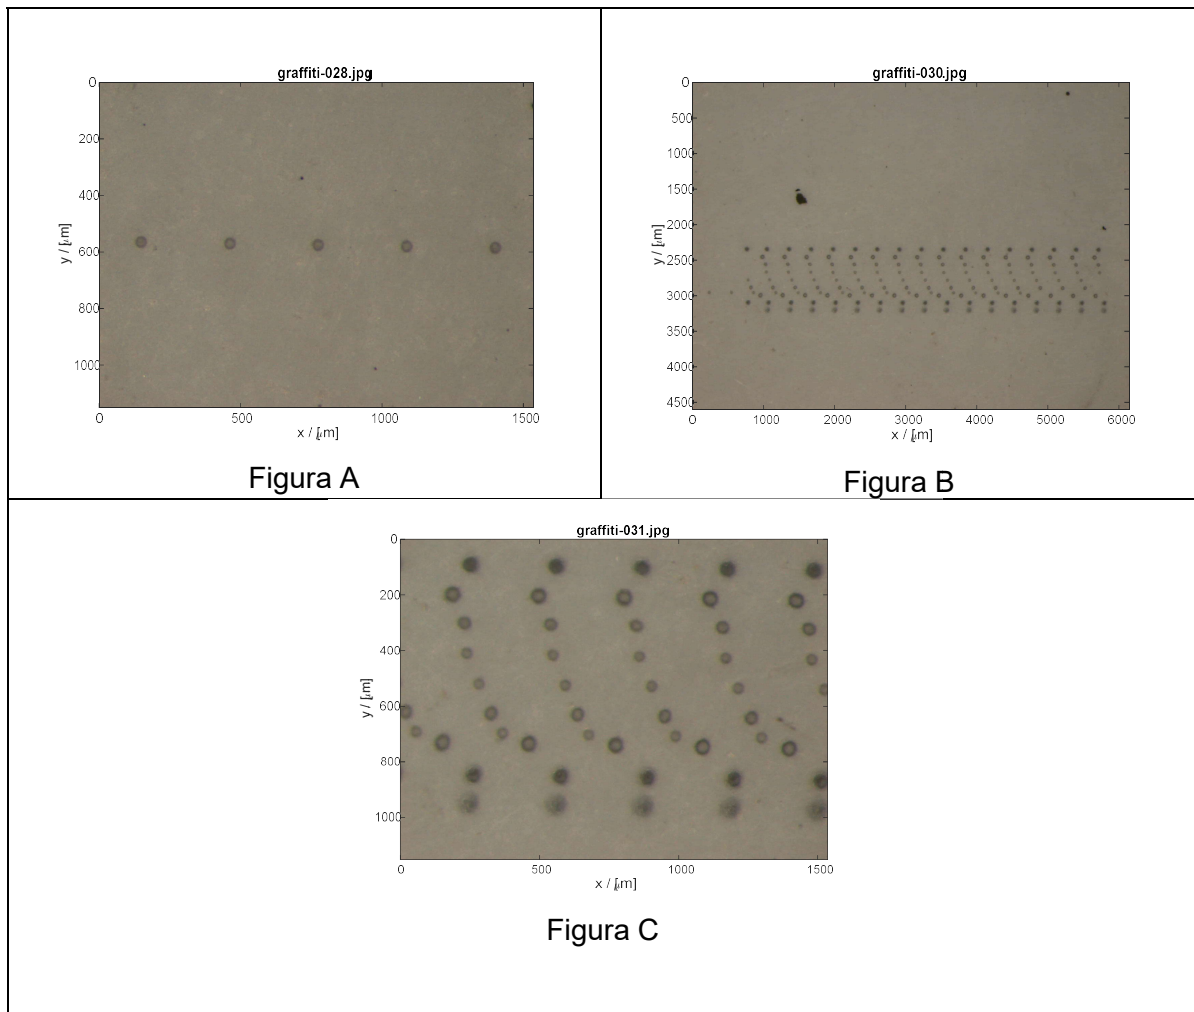 graffiti-028.jpg
0
200
400
600
800
1000
y / [μm]
0 500 1000 1500
x / [μm]
Figura A
graffiti-030.jpg
0
500
1000
1500
2000
2500
3000
3500
4000
4500
y / [μm]
0 1000 2000 3000 4000 5000 6000
x / [μm]
Figura B
graffiti-031.jpg
0
200
400
600
800
1000
y / [μm]
0 500 1000 1500
x / [μm]
Figura C